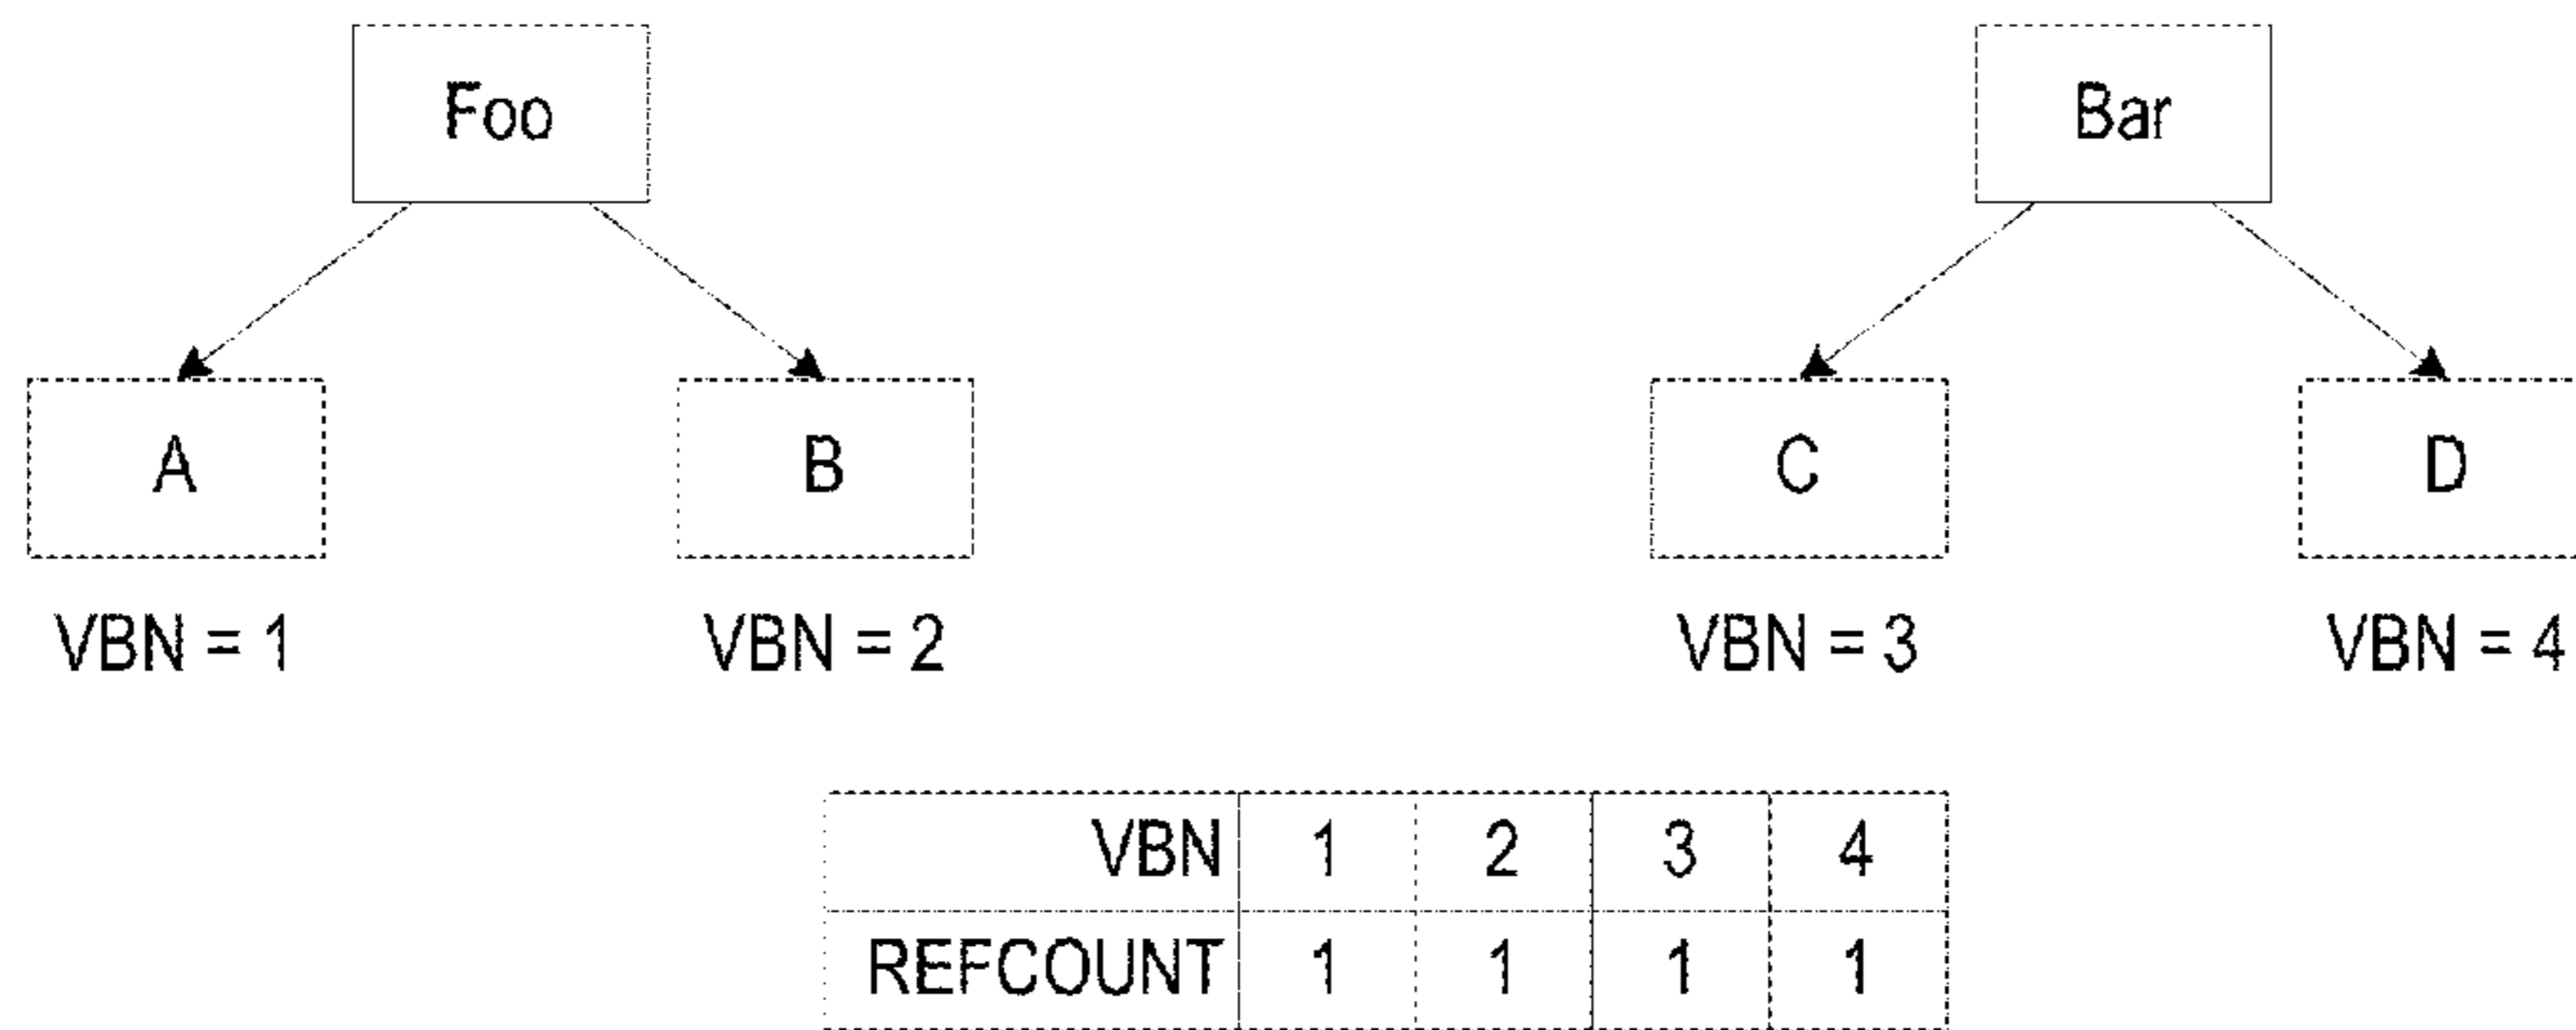 Foo Bar
A B C D
VBN = 1 VBN = 2 VBN = 3 VBN = 4
VBN 1 2 3 4
REFCOUNT 1 1 1 1